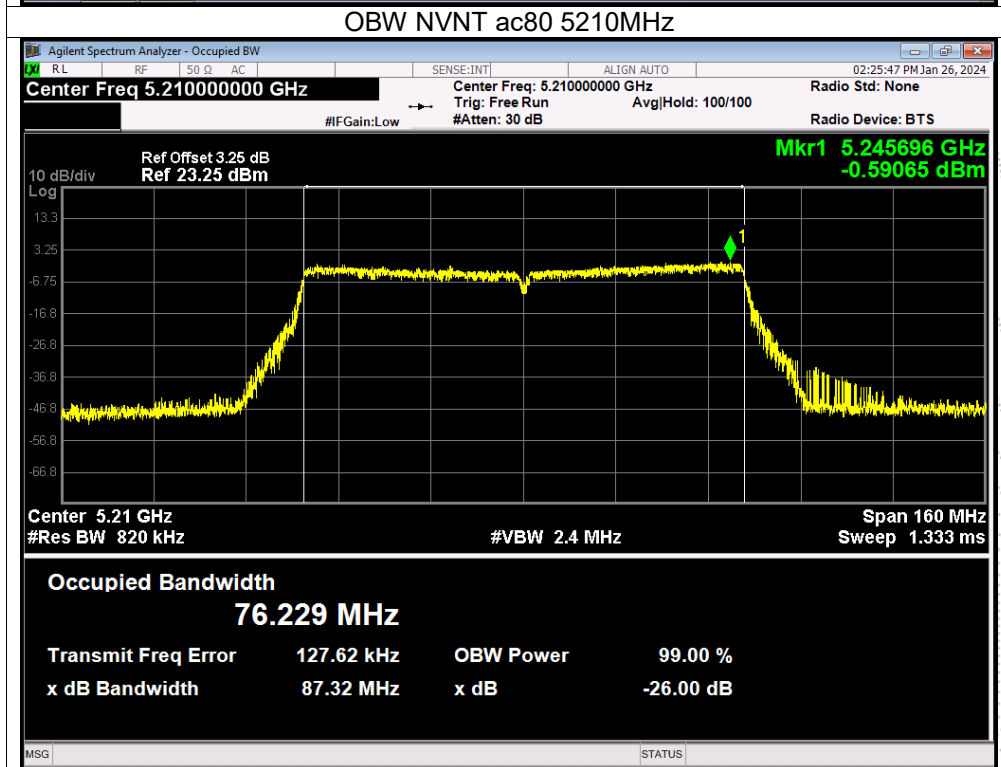 OBW NVNT ac80 5210MHz
Agilent Spectrum Analyzer - Occupied BW
LXI RL RF 50 Ω AC SENSE:INT ALIGN AUTO 02:25:47 PM Jan 26, 2024
Center Freq 5.210000000 GHz Center Freq: 5.210000000 GHz Radio Std: None
Trig: Free Run Avg|Hold: 100/100
#IFGain:Low #Atten: 30 dB Radio Device: BTS
Mkr1 5.245696 GHz
-0.59065 dBm
Ref Offset 3.25 dB
10 dB/div Ref 23.25 dBm
Log
13.3
1
3.25
-6.75
-16.8
-26.8
-36.8
-46.8
-56.8
-66.8
Center 5.21 GHz Span 160 MHz
#Res BW 820 kHz #VBW 2.4 MHz Sweep 1.333 ms
Occupied Bandwidth
76.229 MHz
Transmit Freq Error 127.62 kHz OBW Power 99.00 %
x dB Bandwidth 87.32 MHz x dB -26.00 dB
MSG STATUS